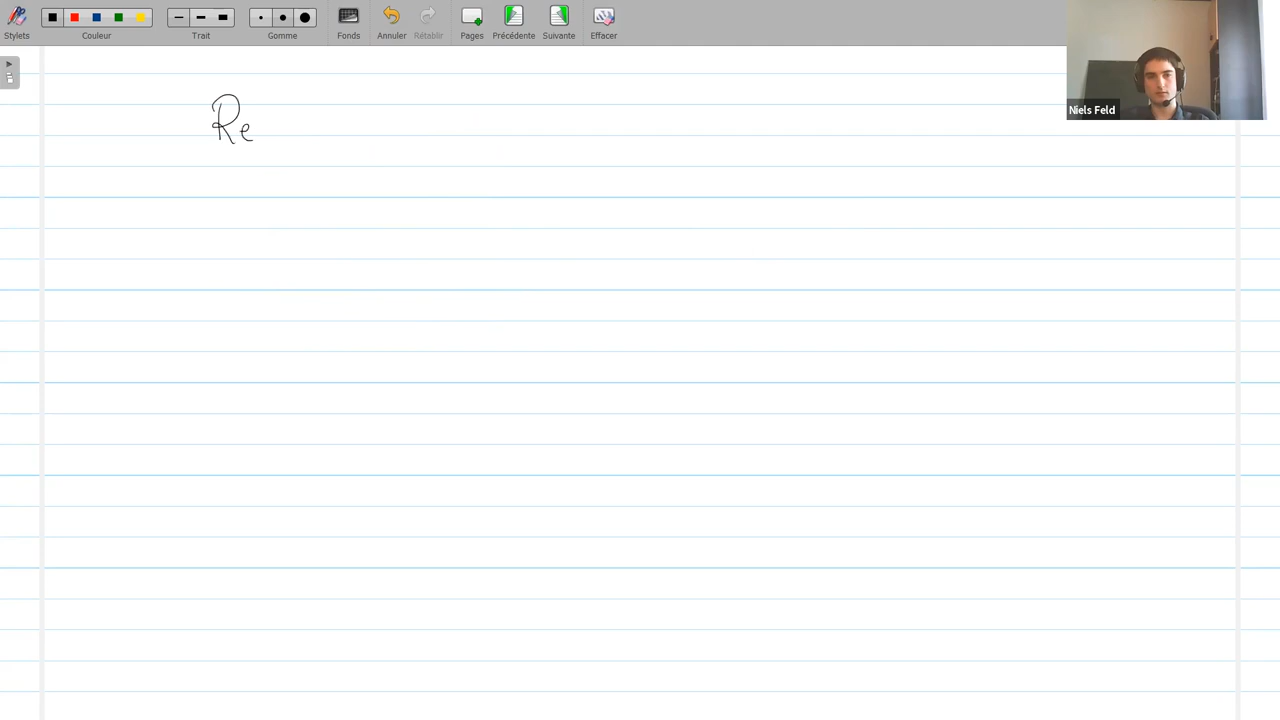 Stylets Couleur Trait Gomme Fonds Annuler Rétablir Pages Précédente Suivante Effacer
Niels Feld
Re